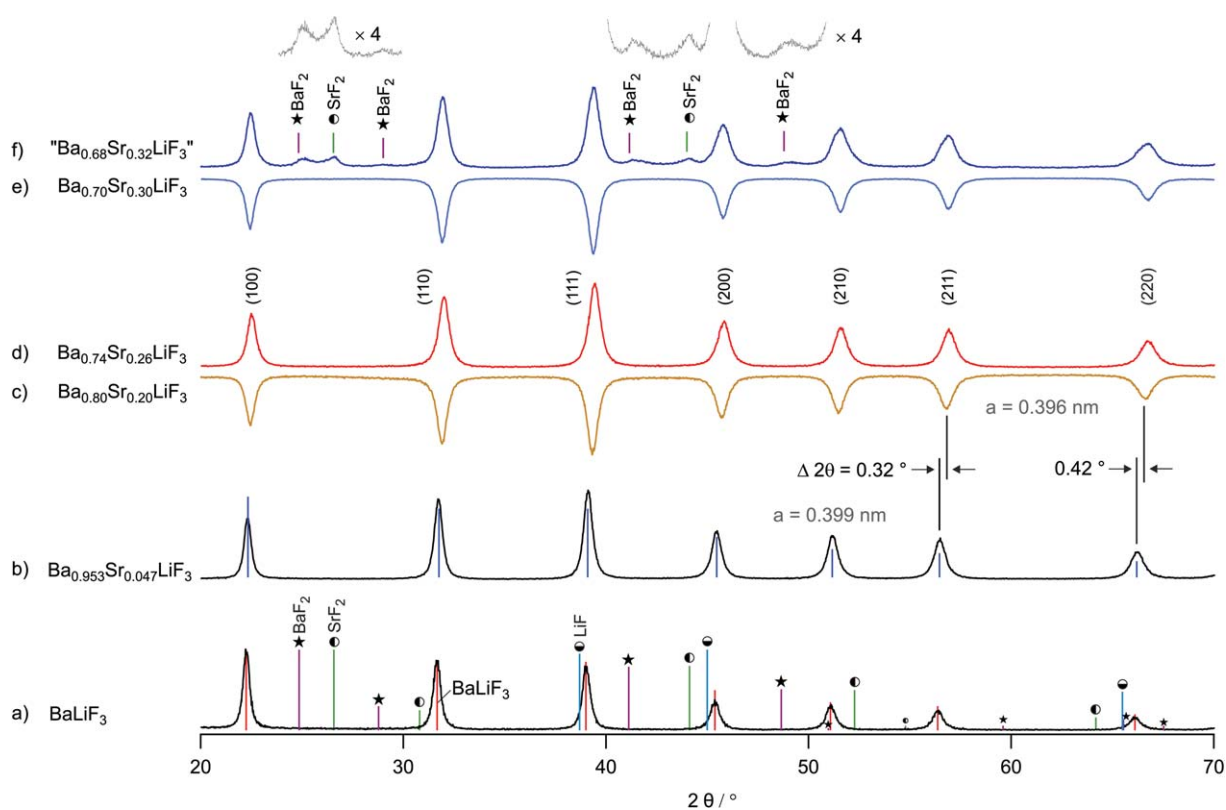 × 4
× 4
★BaF₂
◐SrF₂
★BaF₂
★BaF₂
◐SrF₂
★BaF₂
f) "Ba₀.₆₈Sr₀.₃₂LiF₃"
e) Ba₀.₇₀Sr₀.₃₀LiF₃
(100) (110) (111) (200) (210) (211) (220)
d) Ba₀.₇₄Sr₀.₂₆LiF₃
c) Ba₀.₈₀Sr₀.₂₀LiF₃
a = 0.396 nm
Δ 2θ = 0.32 °
0.42 °
a = 0.399 nm
b) Ba₀.₉₅₃Sr₀.₀₄₇LiF₃
★BaF₂
◐SrF₂
LiF
BaLiF₃
a) BaLiF₃
20 30 40 50 60 70
2 θ / °